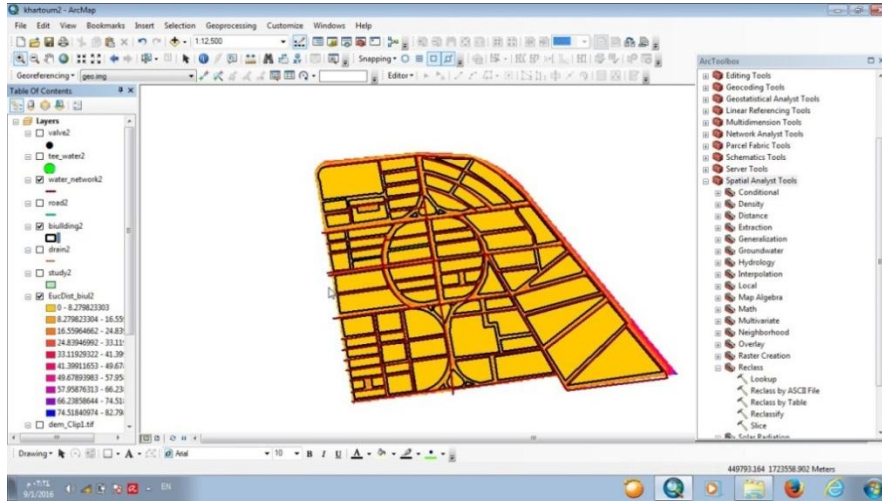 khartoum2 - ArcMap
File Edit View Bookmarks Insert Selection Geoprocessing Customize Windows Help
1:12,500
Snapping
Georeferencing geo.img
Editor
Table Of Contents
ArcToolbox
Layers
valve2
tee_water2
water_network2
road2
biullding2
drain2
study2
EucDist_biul2
0 - 8.279823303
8.279823304 - 16.55
16.55964662 - 24.83
24.83946992 - 33.11
33.11929322 - 41.39
41.39911653 - 49.67
49.67893983 - 57.95
57.95876313 - 66.23
66.23858644 - 74.51
74.51840974 - 82.79
dem_Clip1.tif
Editing Tools
Geocoding Tools
Geostatistical Analyst Tools
Linear Referencing Tools
Multidimension Tools
Network Analyst Tools
Parcel Fabric Tools
Schematics Tools
Server Tools
Spatial Analyst Tools
Conditional
Density
Distance
Extraction
Generalization
Groundwater
Hydrology
Interpolation
Local
Map Algebra
Math
Multivariate
Neighborhood
Overlay
Raster Creation
Reclass
Lookup
Reclass by ASCII File
Reclass by Table
Reclassify
Slice
Solar Radiation
Drawing Arial 10 B I U A
449793.164 1723558.902 Meters
9/1/2016
EN